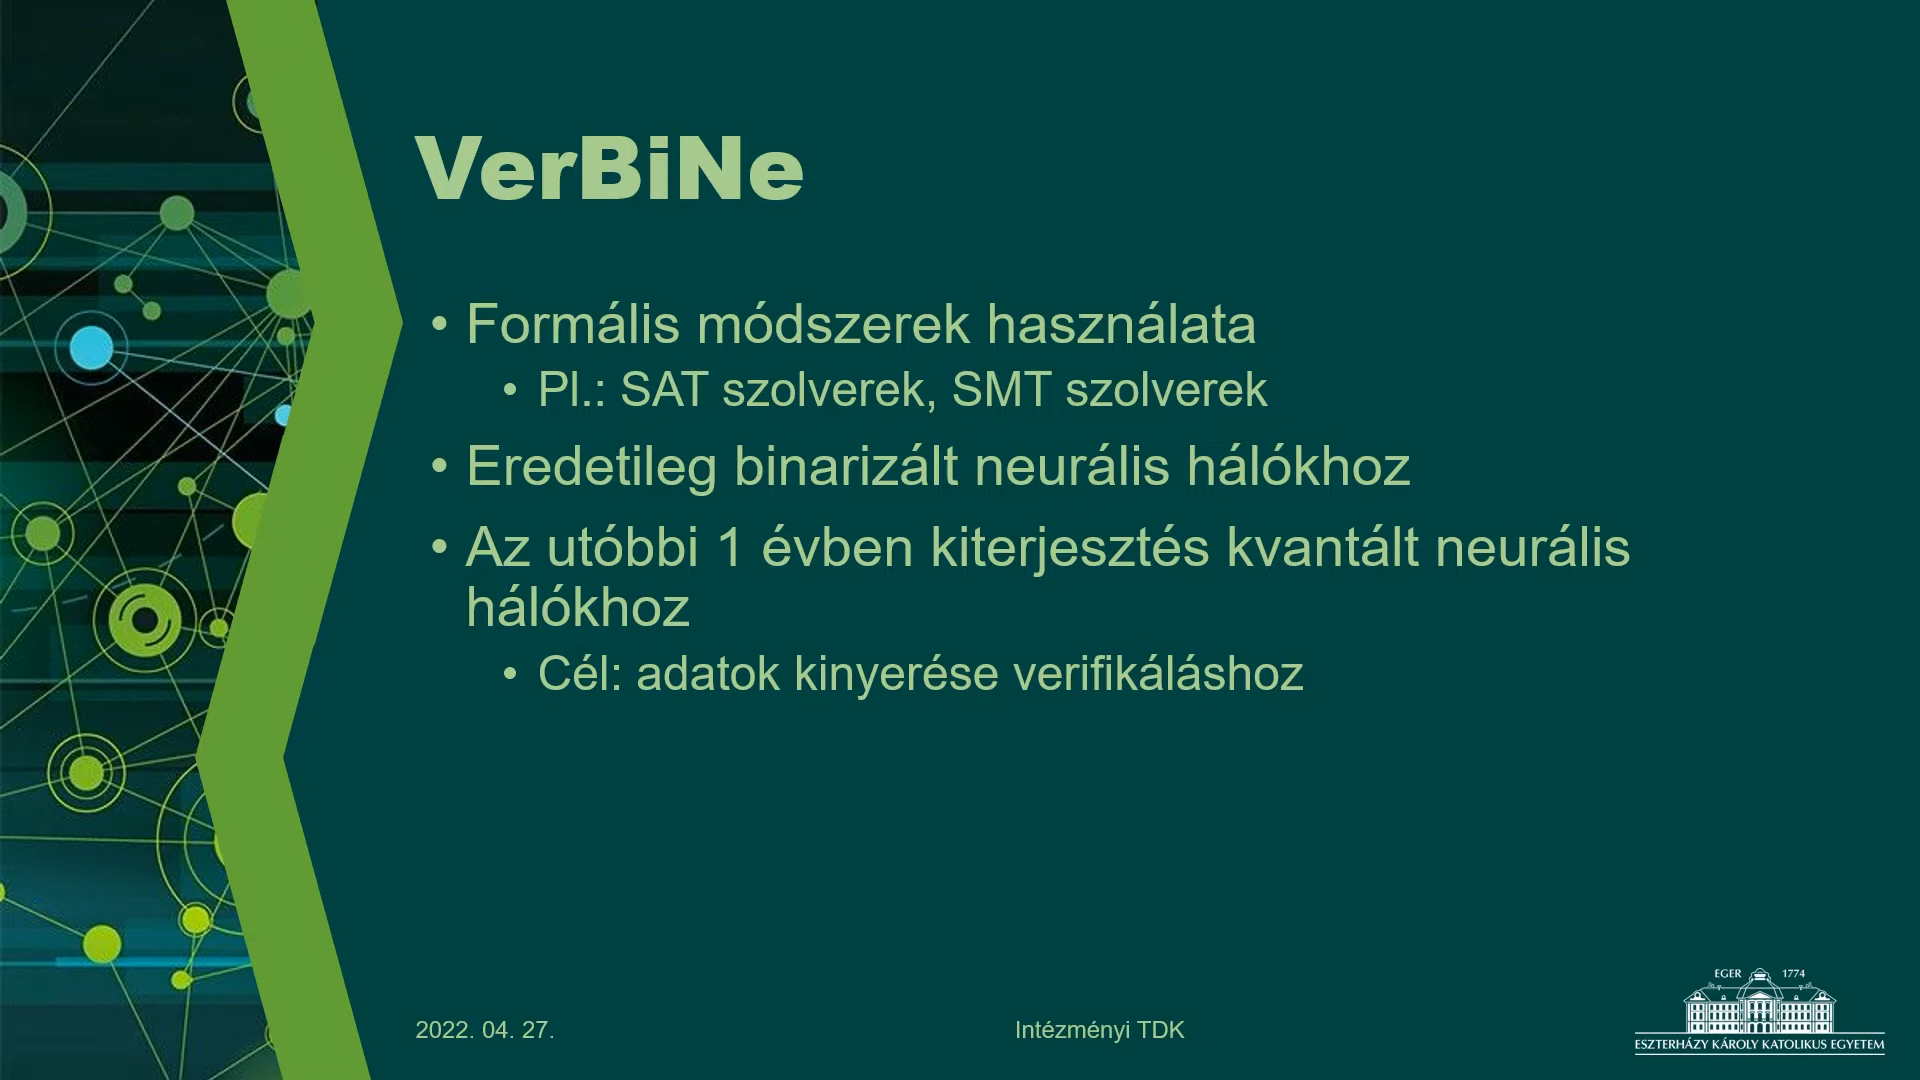 VerBiNe
• Formális módszerek használata
• Pl.: SAT szolverek, SMT szolverek
• Eredetileg binarizált neurális hálókhoz
• Az utóbbi 1 évben kiterjesztés kvantált neurális
hálókhoz
• Cél: adatok kinyerése verifikáláshoz
2022. 04. 27.
Intézményi TDK
EGER 1774
ESZTERHÁZY KÁROLY KATOLIKUS EGYETEM